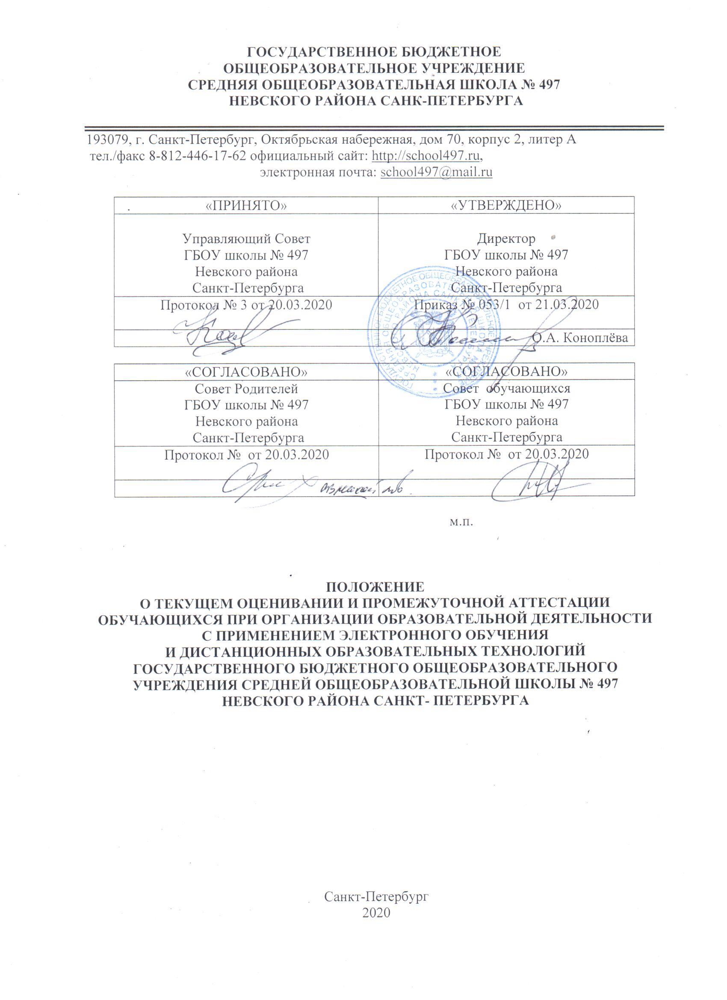 ГОСУДАРСТВЕННОЕ БЮДЖЕТНОЕ
ОБЩЕОБРАЗОВАТЕЛЬНОЕ УЧРЕЖДЕНИЕ
СРЕДНЯЯ ОБЩЕОБРАЗОВАТЕЛЬНАЯ ШКОЛА № 497
НЕВСКОГО РАЙОНА САНК-ПЕТЕРБУРГА
193079, г. Санкт-Петербург, Октябрьская набережная, дом 70, корпус 2, литер А
тел./факс 8-812-446-17-62 официальный сайт: http://school497.ru,
электронная почта: school497@mail.ru
«ПРИНЯТО»
Управляющий Совет
ГБОУ школы № 497
Невского района
Санкт-Петербурга
Протокол № 3 от 20.03.2020
«УТВЕРЖДЕНО»
Директор
ГБОУ школы № 497
Невского района
Санкт-Петербурга
Приказ № 053/1 от 21.03.2020
О.А. Коноплёва
«СОГЛАСОВАНО»
Совет Родителей
ГБОУ школы № 497
Невского района
Санкт-Петербурга
Протокол № от 20.03.2020
«СОГЛАСОВАНО»
Совет обучающихся
ГБОУ школы № 497
Невского района
Санкт-Петербурга
Протокол № от 20.03.2020
м.п.
ПОЛОЖЕНИЕ
О ТЕКУЩЕМ ОЦЕНИВАНИИ И ПРОМЕЖУТОЧНОЙ АТТЕСТАЦИИ
ОБУЧАЮЩИХСЯ ПРИ ОРГАНИЗАЦИИ ОБРАЗОВАТЕЛЬНОЙ ДЕЯТЕЛЬНОСТИ
С ПРИМЕНЕНИЕМ ЭЛЕКТРОННОГО ОБУЧЕНИЯ
И ДИСТАНЦИОННЫХ ОБРАЗОВАТЕЛЬНЫХ ТЕХНОЛОГИЙ
ГОСУДАРСТВЕННОГО БЮДЖЕТНОГО ОБЩЕОБРАЗОВАТЕЛЬНОГО
УЧРЕЖДЕНИЯ СРЕДНЕЙ ОБЩЕОБРАЗОВАТЕЛЬНОЙ ШКОЛЫ № 497
НЕВСКОГО РАЙОНА САНКТ- ПЕТЕРБУРГА
Санкт-Петербург
2020